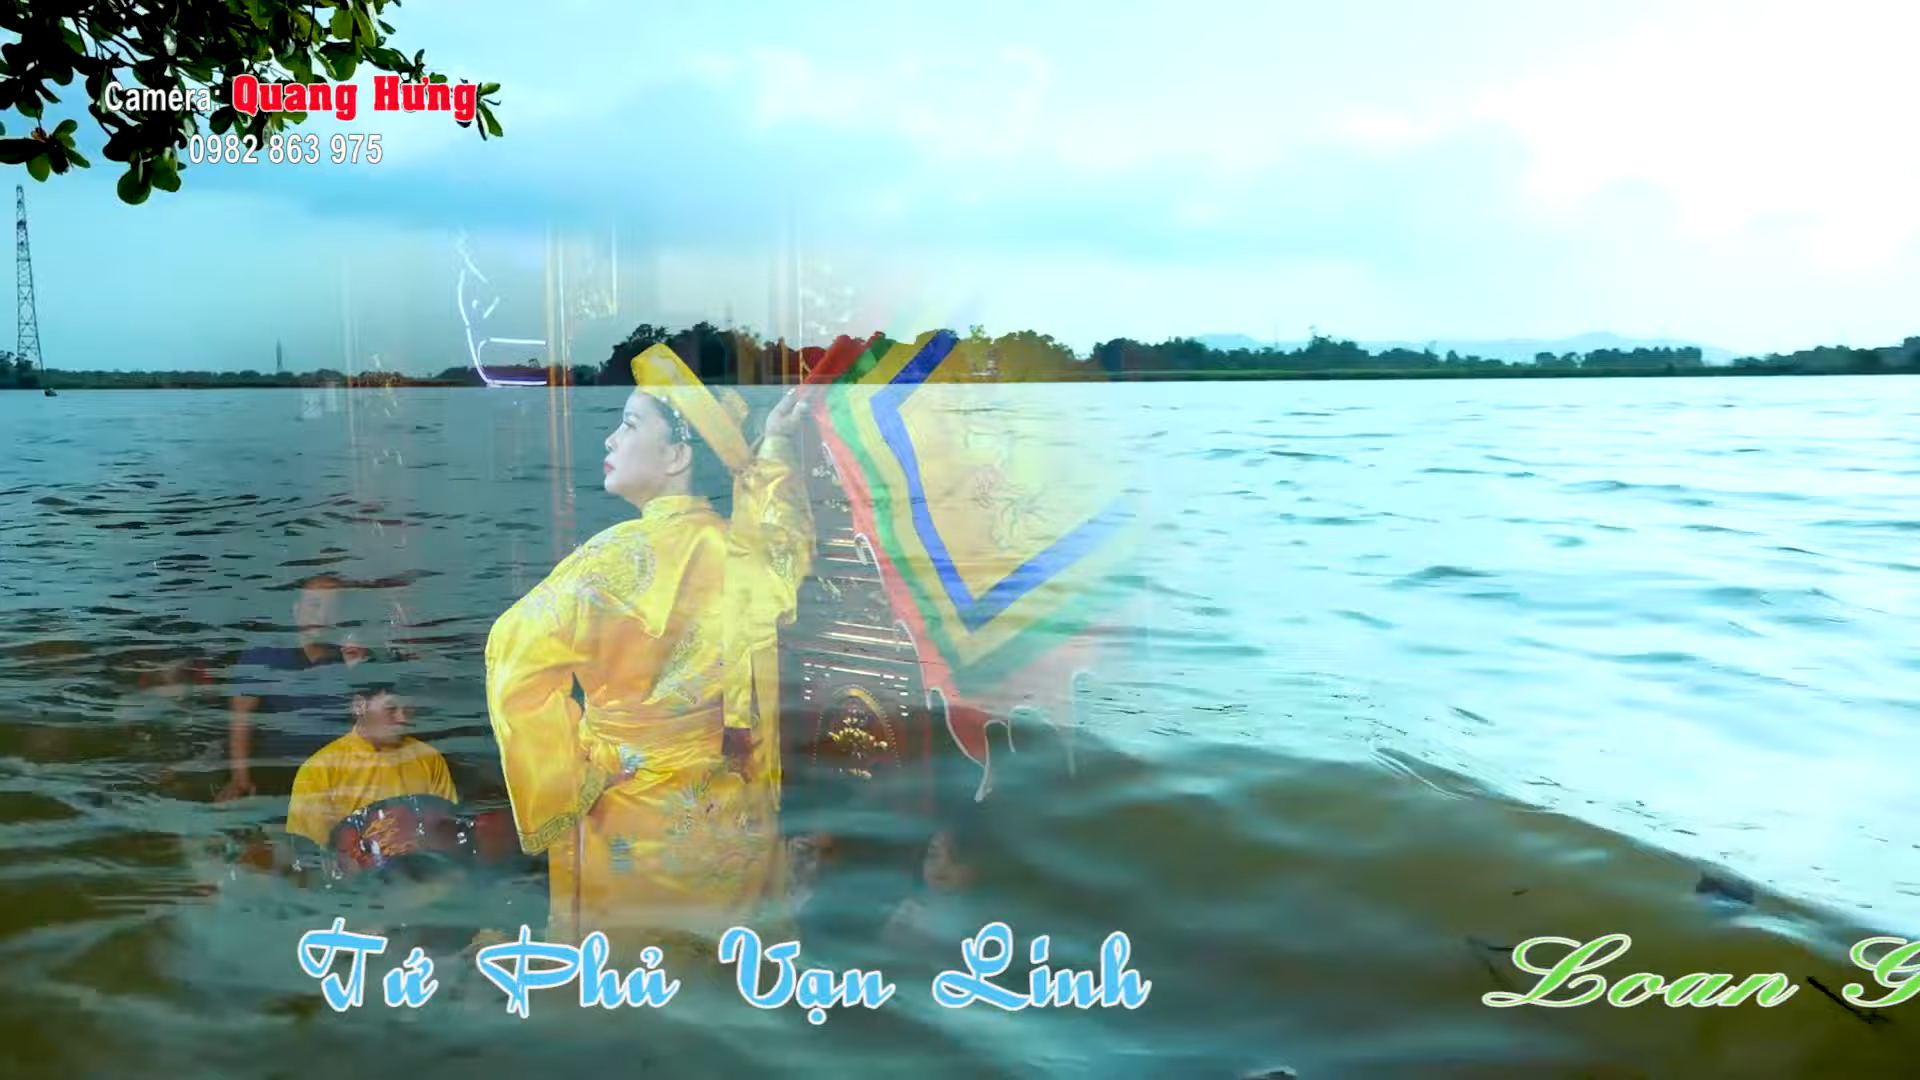 Camera: Quang Hưng
0982 863 975
Tứ Phủ Vạn Linh
Loan G